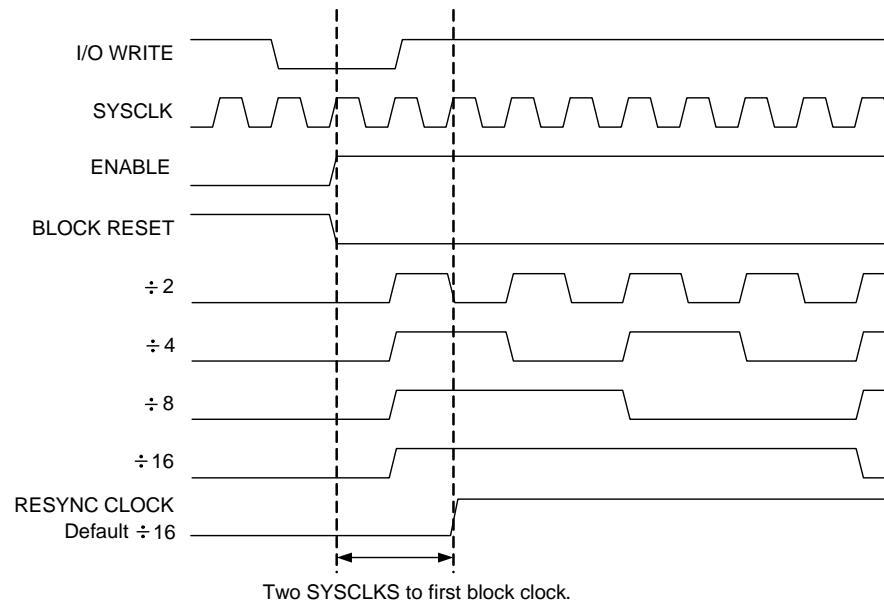 I/O WRITE
SYSCLK
ENABLE
BLOCK RESET
÷ 2
÷ 4
÷ 8
÷ 16
RESYNC CLOCK
Default ÷ 16
Two SYSCLKS to first block clock.